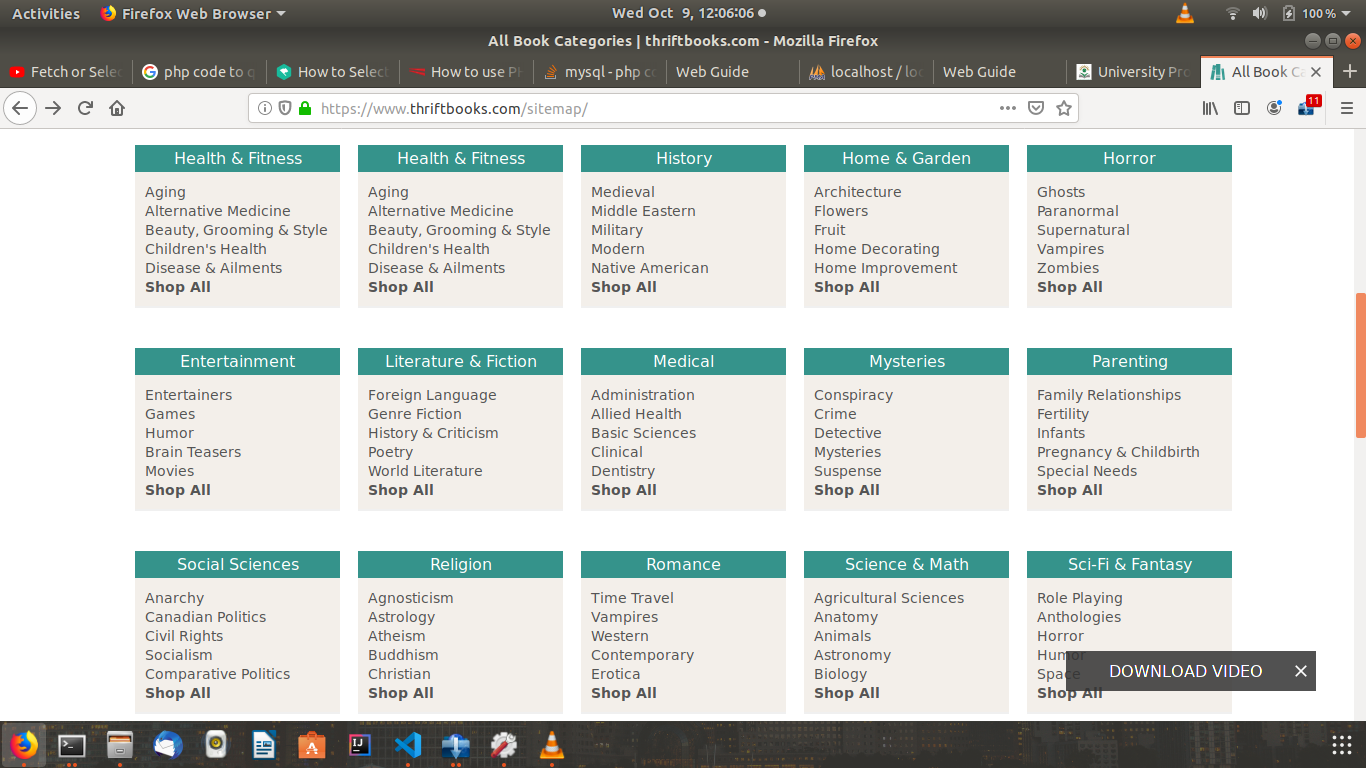 Activities Firefox Web Browser Wed Oct 9, 12:06:06 100 %
All Book Categories | thriftbooks.com - Mozilla Firefox
Fetch or Selec php code to q How to Select How to use PH mysql - php co Web Guide localhost / loc Web Guide University Pro All Book Ca
https://www.thriftbooks.com/sitemap/ 11
Health & Fitness
Aging
Alternative Medicine
Beauty, Grooming & Style
Children's Health
Disease & Ailments
Shop All
Health & Fitness
Aging
Alternative Medicine
Beauty, Grooming & Style
Children's Health
Disease & Ailments
Shop All
History
Medieval
Middle Eastern
Military
Modern
Native American
Shop All
Home & Garden
Architecture
Flowers
Fruit
Home Decorating
Home Improvement
Shop All
Horror
Ghosts
Paranormal
Supernatural
Vampires
Zombies
Shop All
Entertainment
Entertainers
Games
Humor
Brain Teasers
Movies
Shop All
Literature & Fiction
Foreign Language
Genre Fiction
History & Criticism
Poetry
World Literature
Shop All
Medical
Administration
Allied Health
Basic Sciences
Clinical
Dentistry
Shop All
Mysteries
Conspiracy
Crime
Detective
Mysteries
Suspense
Shop All
Parenting
Family Relationships
Fertility
Infants
Pregnancy & Childbirth
Special Needs
Shop All
Social Sciences
Anarchy
Canadian Politics
Civil Rights
Socialism
Comparative Politics
Shop All
Religion
Agnosticism
Astrology
Atheism
Buddhism
Christian
Shop All
Romance
Time Travel
Vampires
Western
Contemporary
Erotica
Shop All
Science & Math
Agricultural Sciences
Anatomy
Animals
Astronomy
Biology
Shop All
Sci-Fi & Fantasy
Role Playing
Anthologies
Horror
Humor
Space
Shop All
DOWNLOAD VIDEO